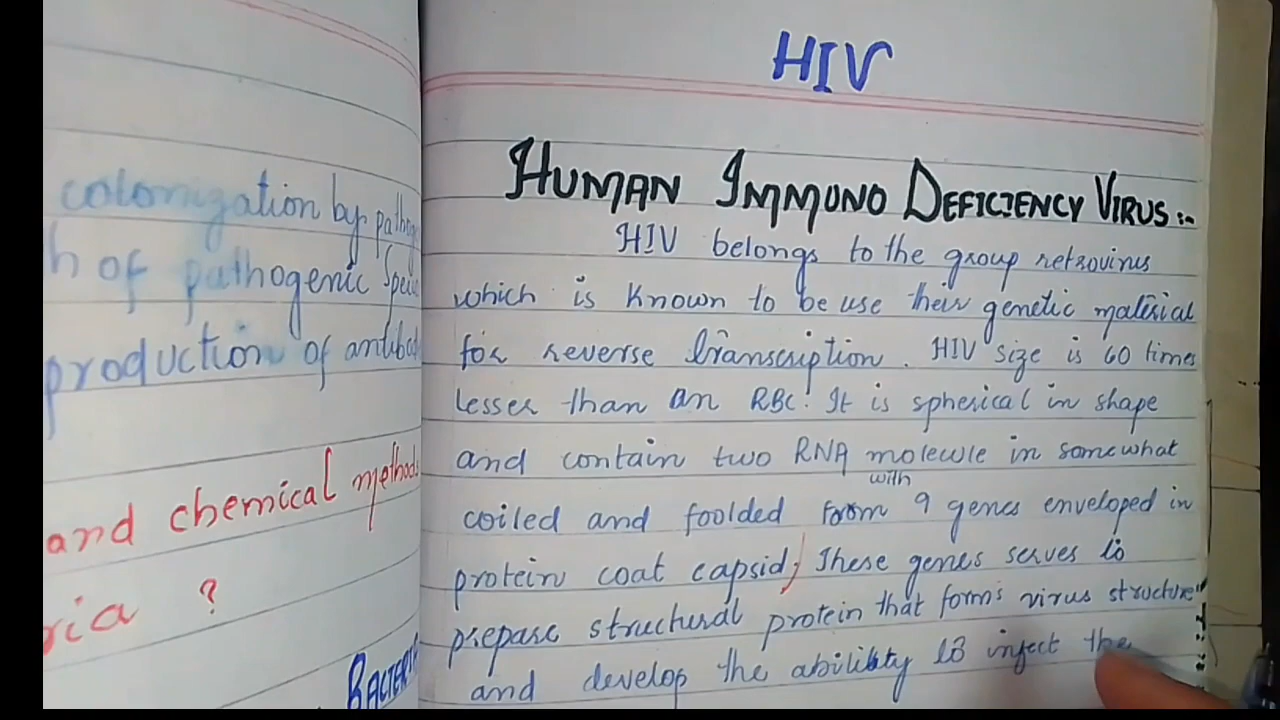 colonization by pathog
h of pathogenic Speci
production of antibod
and chemical methods
ria ?
BACTERI
HIV
HUMAN IMMUNO DEFICIENCY VIRUS:-
HIV belongs to the group retrovirus
which is known to be use their genetic material
for reverse transcription. HIV size is 60 times
lesser than an RBC. It is spherical in shape
and contain two RNA molecule in somewhat
with
coiled and foolded form 9 genes enveloped in
protein coat capsid, These genes serves to
prepare structural protein that forms virus structure
and develop the ability to infect the